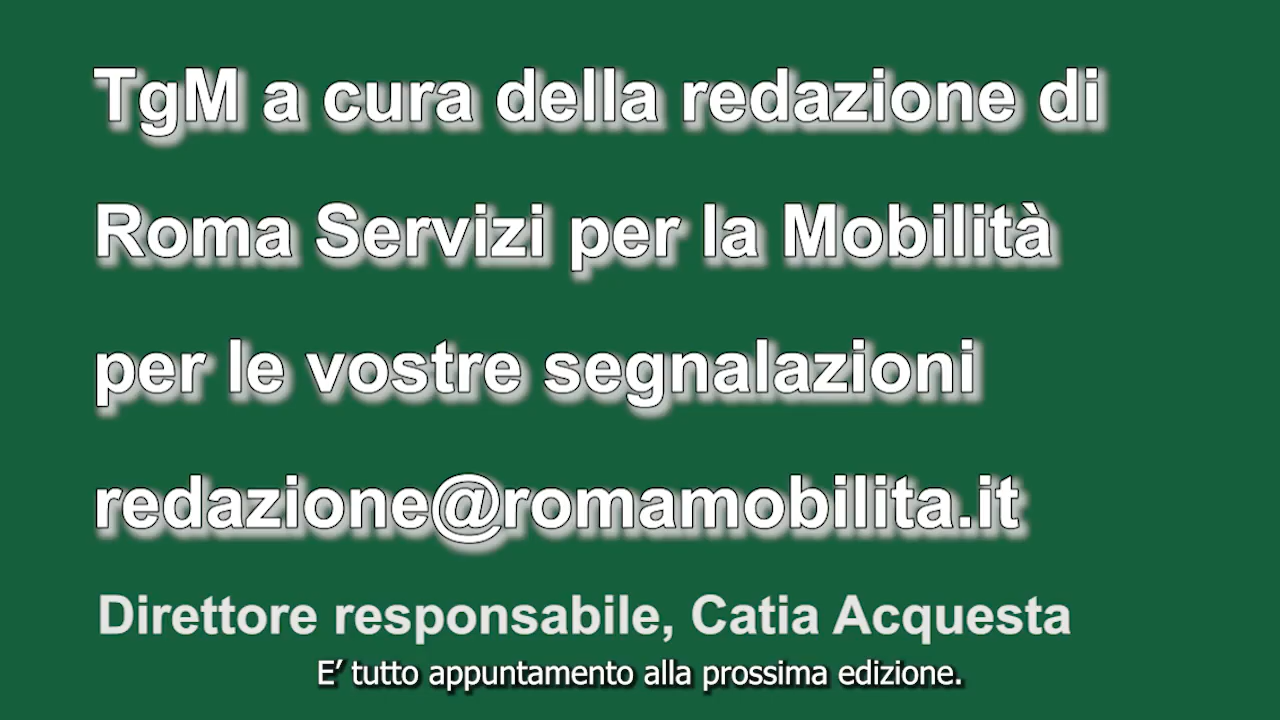 TgM a cura della redazione di
Roma Servizi per la Mobilità
per le vostre segnalazioni
redazione@romamobilita.it
Direttore responsabile, Catia Acquesta
E’ tutto appuntamento alla prossima edizione.